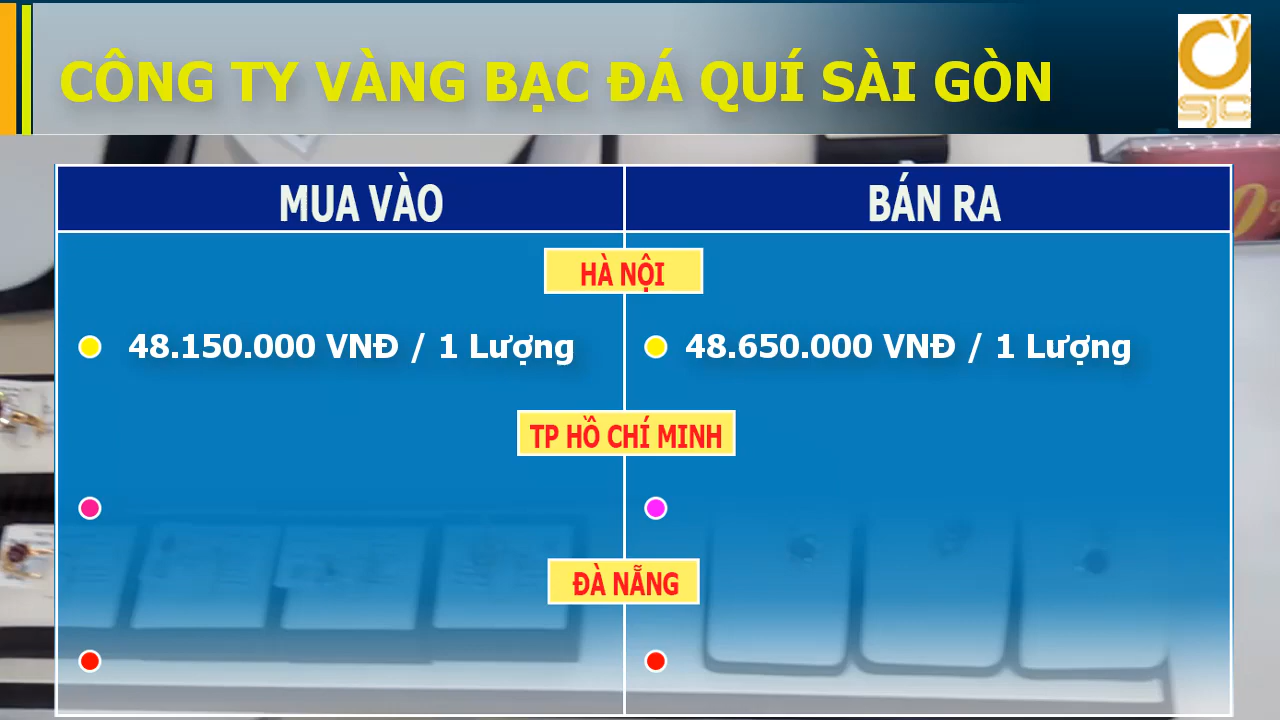 CÔNG TY VÀNG BẠC ĐÁ QUÍ SÀI GÒN
SJC
MUA VÀO
BÁN RA
HÀ NỘI
48.150.000 VNĐ / 1 Lượng
48.650.000 VNĐ / 1 Lượng
TP HỒ CHÍ MINH
ĐÀ NẴNG